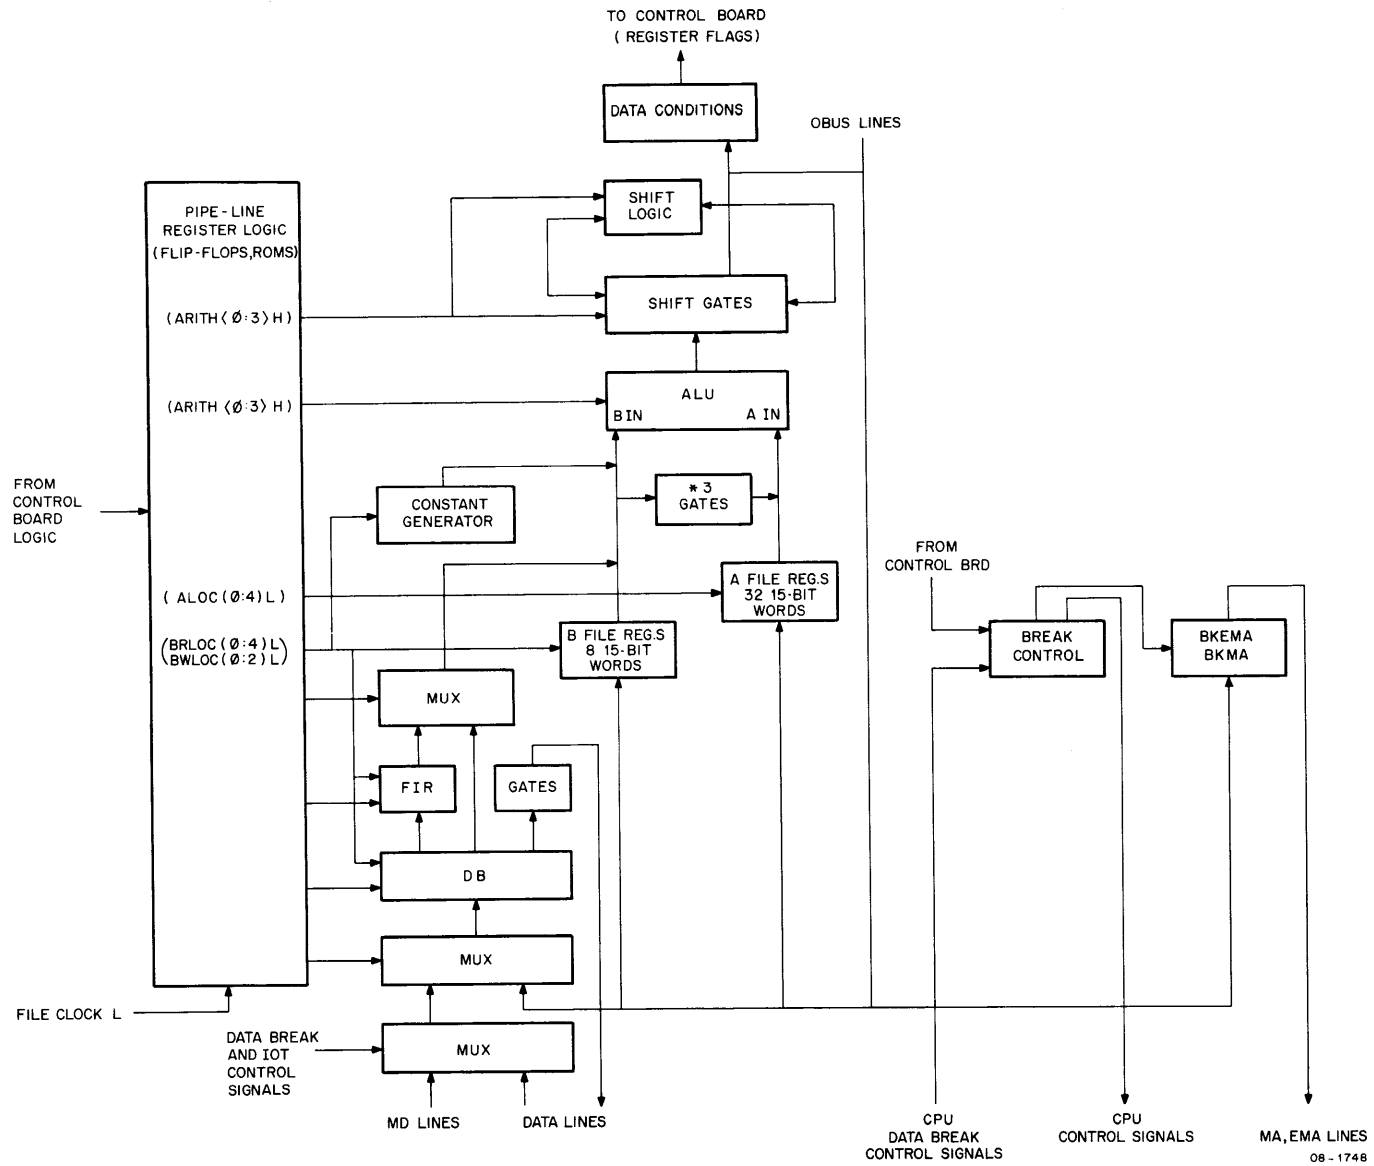 TO CONTROL BOARD
( REGISTER FLAGS)
DATA CONDITIONS
OBUS LINES
PIPE-LINE
REGISTER LOGIC
(FLIP-FLOPS,ROMS)
SHIFT
LOGIC
(ARITH⟨Ø:3⟩H)
SHIFT GATES
(ARITH⟨Ø:3⟩H)
ALU
B IN
A IN
FROM
CONTROL
BOARD
LOGIC
CONSTANT
GENERATOR
*3
GATES
FROM
CONTROL BRD
( ALOC(Ø:4)L)
A FILE REG.S
32 15-BIT
WORDS
(BRLOC(Ø:4)L
BWLOC(Ø:2)L)
B FILE REG.S
8 15-BIT
WORDS
BREAK
CONTROL
BKEMA
BKMA
MUX
FIR
GATES
DB
MUX
FILE CLOCK L
DATA BREAK
AND IOT
CONTROL
SIGNALS
MUX
MD LINES
DATA LINES
CPU
DATA BREAK
CONTROL SIGNALS
CPU
CONTROL SIGNALS
MA,EMA LINES
08-1748